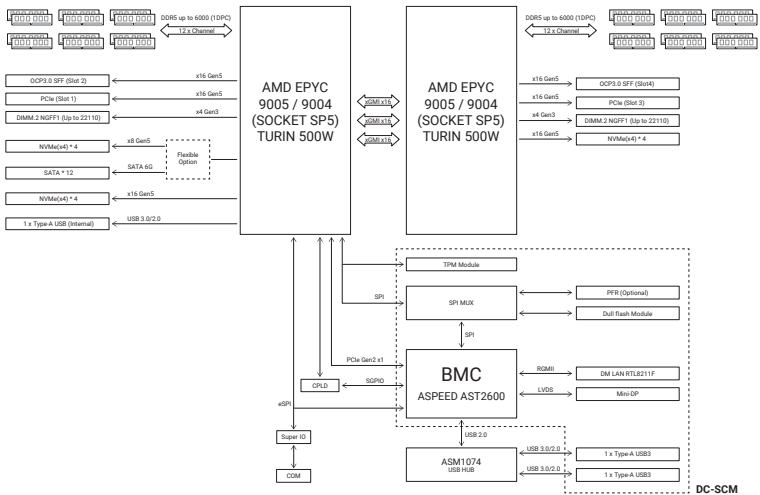 DDR5 up to 6000 (1DPC)
12 x Channel
DDR5 up to 6000 (1DPC)
12 x Channel
AMD EPYC
9005 / 9004
(SOCKET SP5)
TURIN 500W
AMD EPYC
9005 / 9004
(SOCKET SP5)
TURIN 500W
xGMI x16
xGMI x16
xGMI x16
OCP3.0 SFF (Slot 2)
x16 Gen5
PCIe (Slot 1)
x16 Gen5
DIMM.2 NGFF1 (Up to 22110)
x4 Gen3
NVMe(x4) * 4
x8 Gen5
Flexible
Option
SATA * 12
SATA 6G
NVMe(x4) * 4
x16 Gen5
1 x Type-A USB (Internal)
USB 3.0/2.0
x16 Gen5
OCP3.0 SFF (Slot4)
x16 Gen5
PCIe (Slot 3)
x4 Gen3
DIMM.2 NGFF1 (Up to 22110)
x16 Gen5
NVMe(x4) * 4
TPM Module
SPI
SPI MUX
PFR (Optional)
Dull flash Module
SPI
PCIe Gen2 x1
BMC
ASPEED AST2600
RGMII
DM LAN RTL8211F
LVDS
Mini-DP
CPLD
SGPIO
eSPI
Super IO
COM
USB 2.0
ASM1074
USB HUB
USB 3.0/2.0
1 x Type-A USB3
USB 3.0/2.0
1 x Type-A USB3
DC-SCM